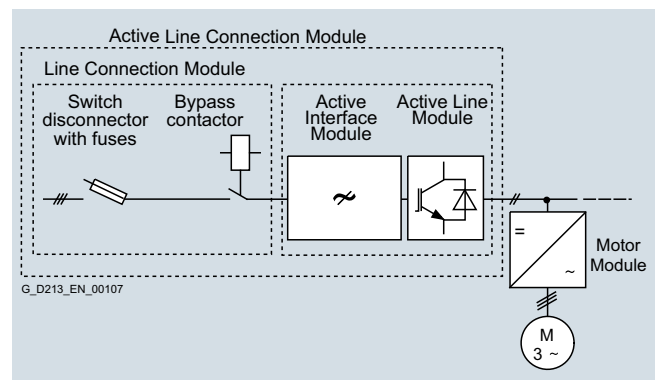 Active Line Connection Module
Line Connection Module
Switch
disconnector
with fuses
Bypass
contactor
Active
Interface
Module
Active Line
Module
=
~
Motor
Module
G_D213_EN_00107
M
3 ~